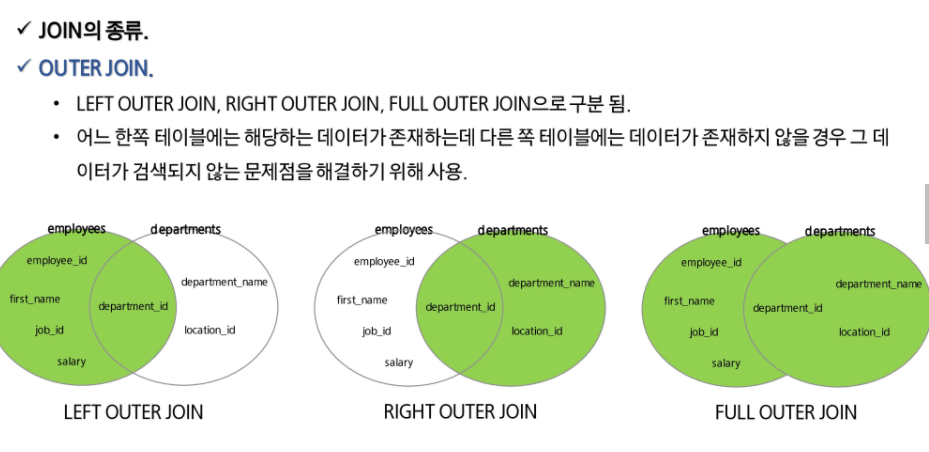 ✓ JOIN의 종류.
✓ OUTER JOIN.
• LEFT OUTER JOIN, RIGHT OUTER JOIN, FULL OUTER JOIN으로 구분 됨.
• 어느 한쪽 테이블에는 해당하는 데이터가 존재하는데 다른 쪽 테이블에는 데이터가 존재하지 않을 경우 그 데
이터가 검색되지 않는 문제점을 해결하기 위해 사용.
employees departments
employee_id
department_name
first_name
department_id
job_id
location_id
salary
LEFT OUTER JOIN
employees departments
employee_id
department_name
first_name
department_id
job_id
location_id
salary
RIGHT OUTER JOIN
employees departments
employee_id
department_name
first_name
department_id
job_id
location_id
salary
FULL OUTER JOIN